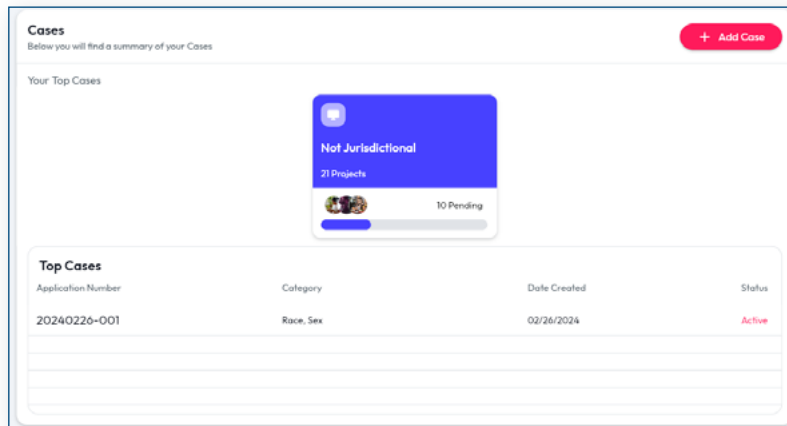 Cases
Below you will find a summary of your Cases
+ Add Case
Your Top Cases
Not Jurisdictional
21 Projects
10 Pending
Top Cases
Application Number Category Date Created Status
20240226-001 Race, Sex 02/26/2024 Active